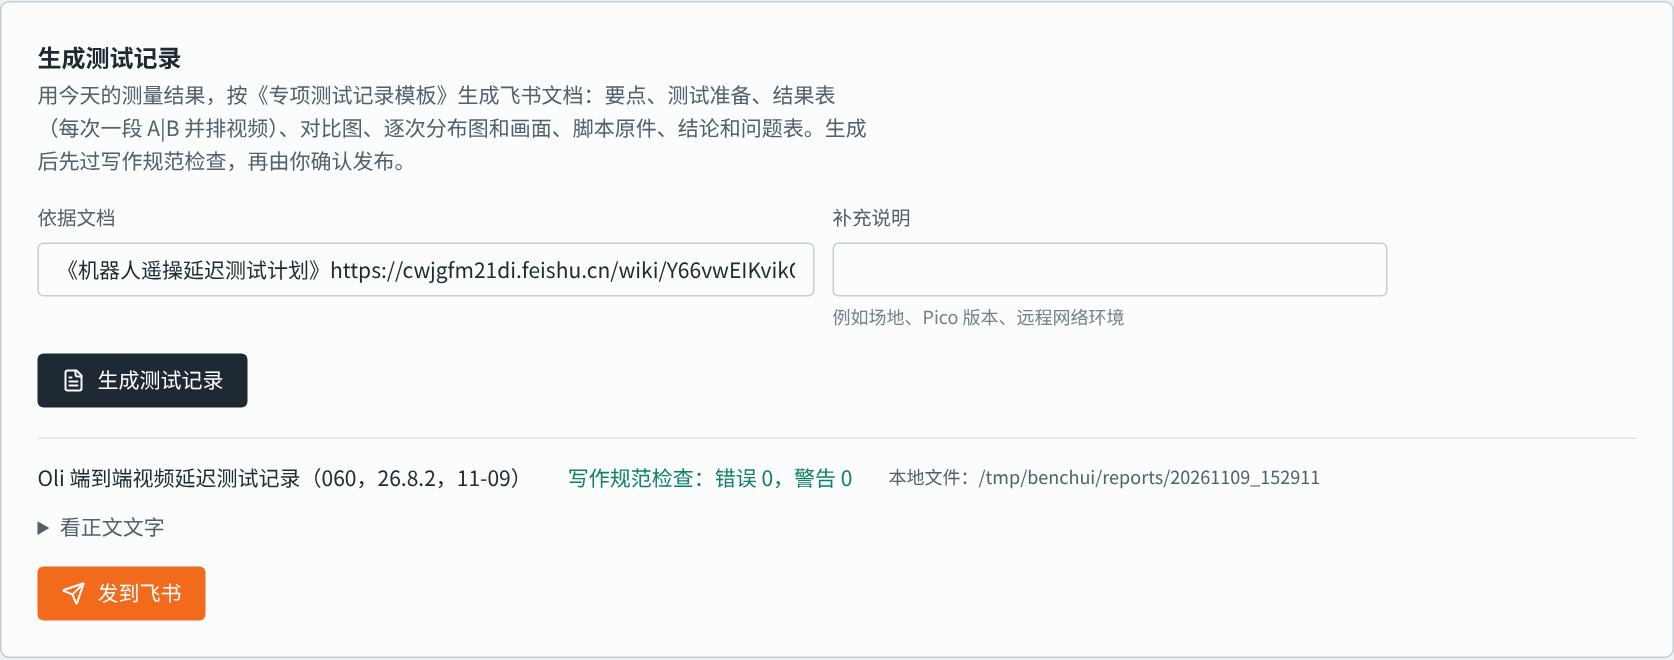 生成测试记录
用今天的测量结果，按《专项测试记录模板》生成飞书文档：要点、测试准备、结果表
（每次一段 A|B 并排视频）、对比图、逐次分布图和画面、脚本原件、结论和问题表。生成
后先过写作规范检查，再由你确认发布。
依据文档
补充说明
《机器人遥操延迟测试计划》https://cwjgfm21di.feishu.cn/wiki/Y66vwEIKvik
例如场地、Pico 版本、远程网络环境
生成测试记录
Oli 端到端视频延迟测试记录（060，26.8.2，11-09）
写作规范检查：错误 0，警告 0
本地文件：/tmp/benchui/reports/20261109_152911
▶ 看正文文字
发到飞书